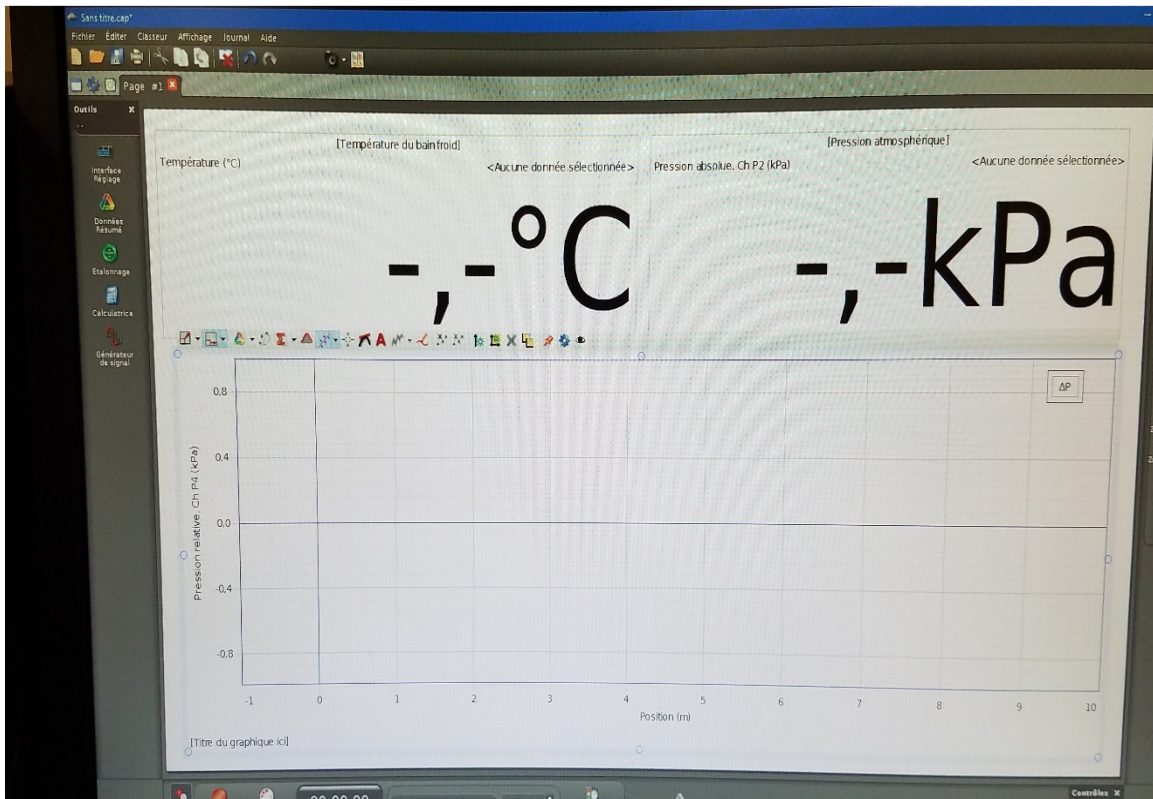 Sans titre.cap*
Fichier Éditer Classeur Affichage Journal Aide
Page #1
Outils X
Interface
Réglage
Données
Résumé
Etalonnage
Calculatrice
Générateur
de signal
[Température du bain froid]
Température (°C)
<Aucune donnée sélectionnée>
-,-°C
[Pression atmosphérique]
Pression absolue, Ch P2 (kPa)
<Aucune donnée sélectionnée>
-,-kPa
ΔP
Pression relative, Ch P4 (kPa)
0,8
0,4
0,0
-0,4
-0,8
-1 0 1 2 3 4 5 6 7 8 9 10
Position (m)
[Titre du graphique ici]
Contrôles X